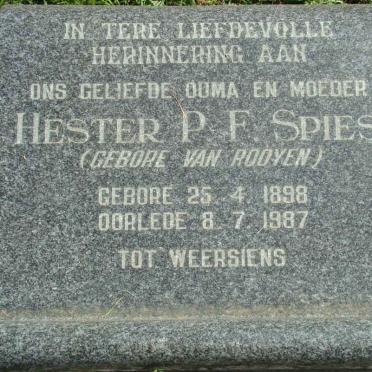 IN TERE LIEFDEVOLLE
HERINNERING AAN
ONS GELIEFDE OUMA EN MOEDER
HESTER P. F. SPIES
(GEBORE VAN ROOYEN)
GEBORE 25. 4. 1898
OORLEDE 8. 7. 1987
TOT WEERSIENS